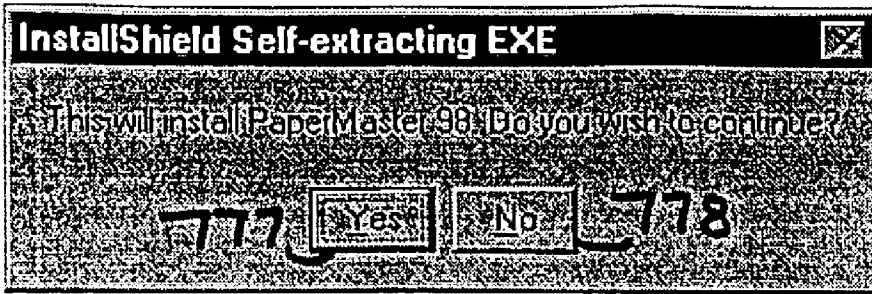 InstallShield Self-extracting EXE
This will install PaperMaster 98. Do you wish to continue?
777 Yes No 778